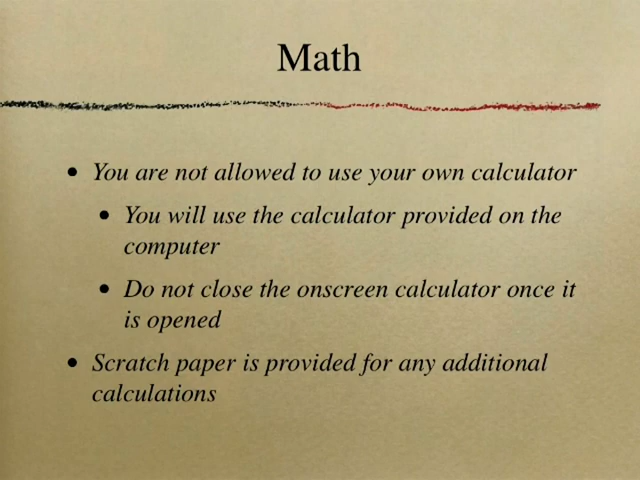 Math
• You are not allowed to use your own calculator
• You will use the calculator provided on the
computer
• Do not close the onscreen calculator once it
is opened
• Scratch paper is provided for any additional
calculations